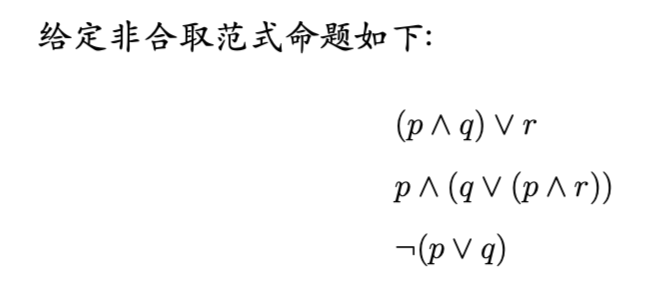 给定非合取范式命题如下:
(p ∧ q) ∨ r
p ∧ (q ∨ (p ∧ r))
¬(p ∨ q)